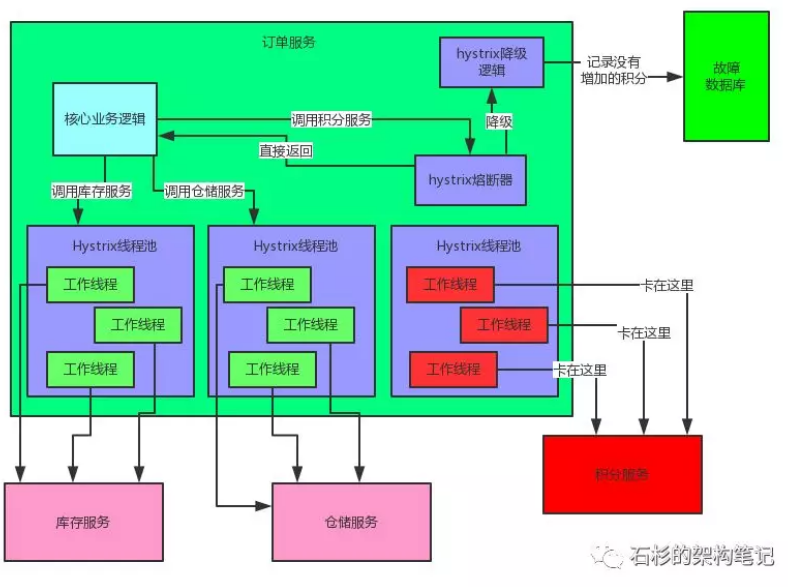 订单服务
hystrix降级
逻辑
记录没有
增加的积分
故障
数据库
核心业务逻辑
调用积分服务
降级
直接返回
hystrix熔断器
调用库存服务
调用仓储服务
Hystrix线程池
Hystrix线程池
Hystrix线程池
工作线程
工作线程
工作线程
卡在这里
工作线程
工作线程
工作线程
卡在这里
工作线程
工作线程
工作线程
卡在这里
积分服务
库存服务
仓储服务
石杉的架构笔记